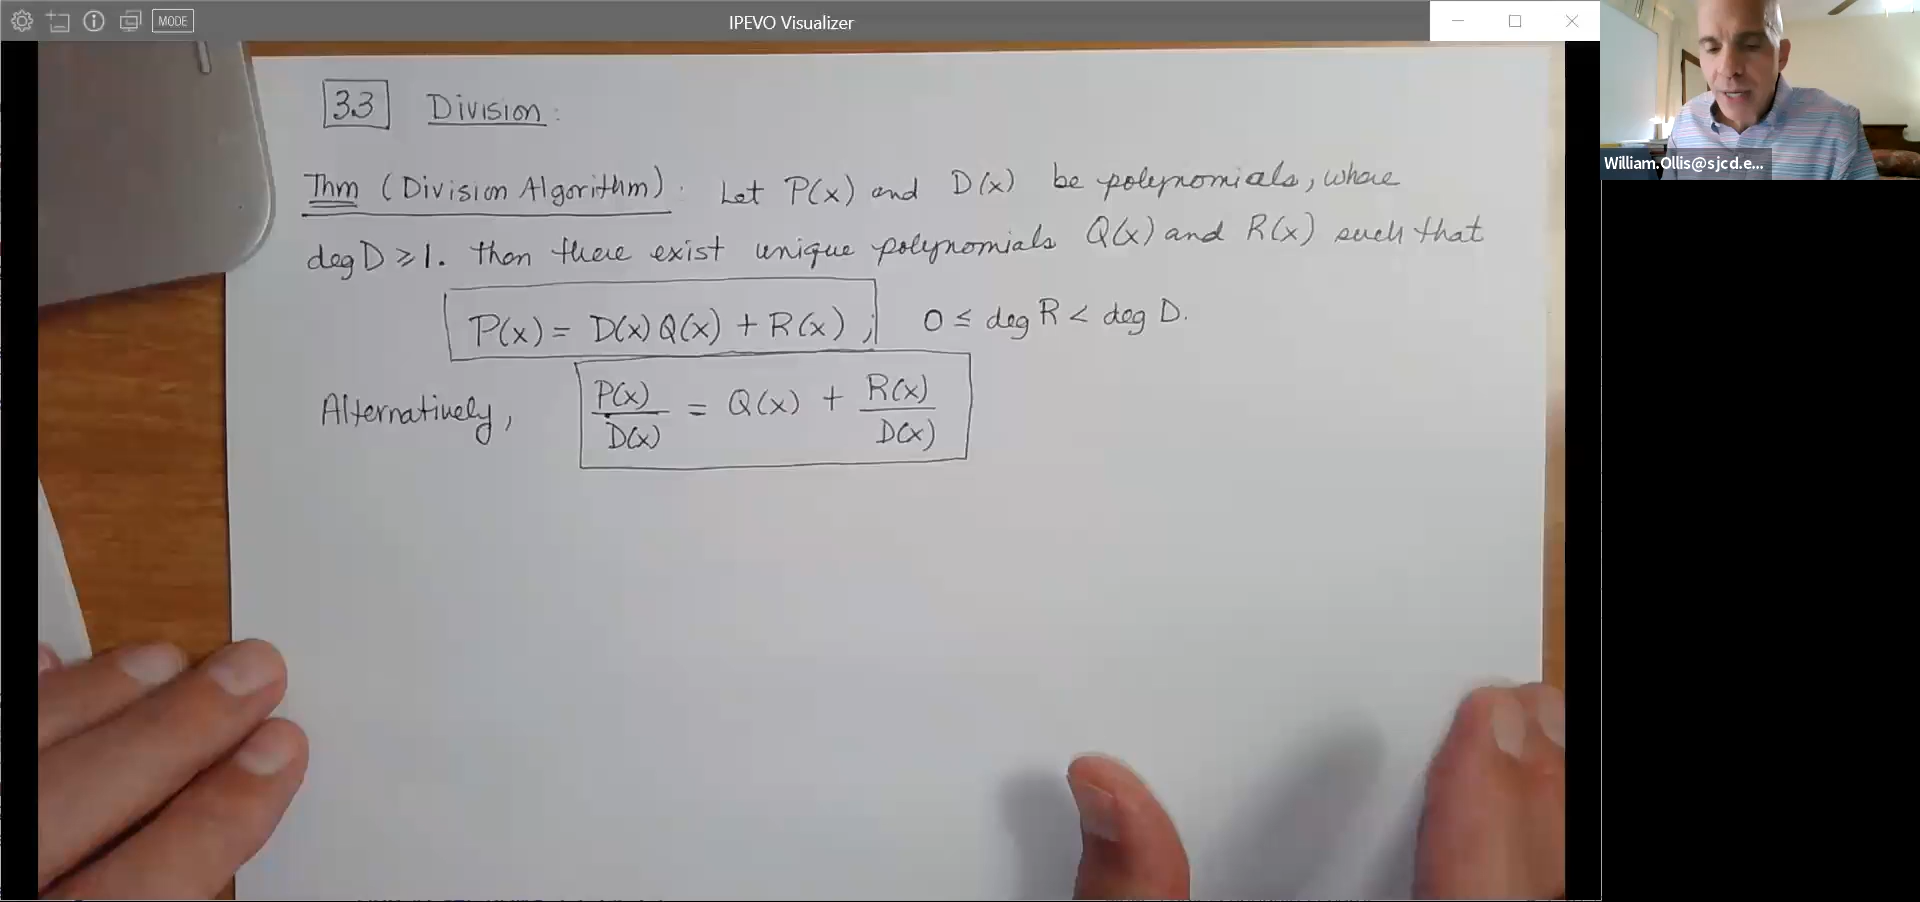 MODE
IPEVO Visualizer
3.3 Division:
Thm (Division Algorithm). Let P(x) and D(x) be polynomials, where
deg D ≥ 1. Then there exist unique polynomials Q(x) and R(x) such that
P(x) = D(x)Q(x) + R(x), 0 ≤ deg R < deg D.
Alternatively, P(x)/D(x) = Q(x) + R(x)/D(x)
William.Ollis@sjcd.e...